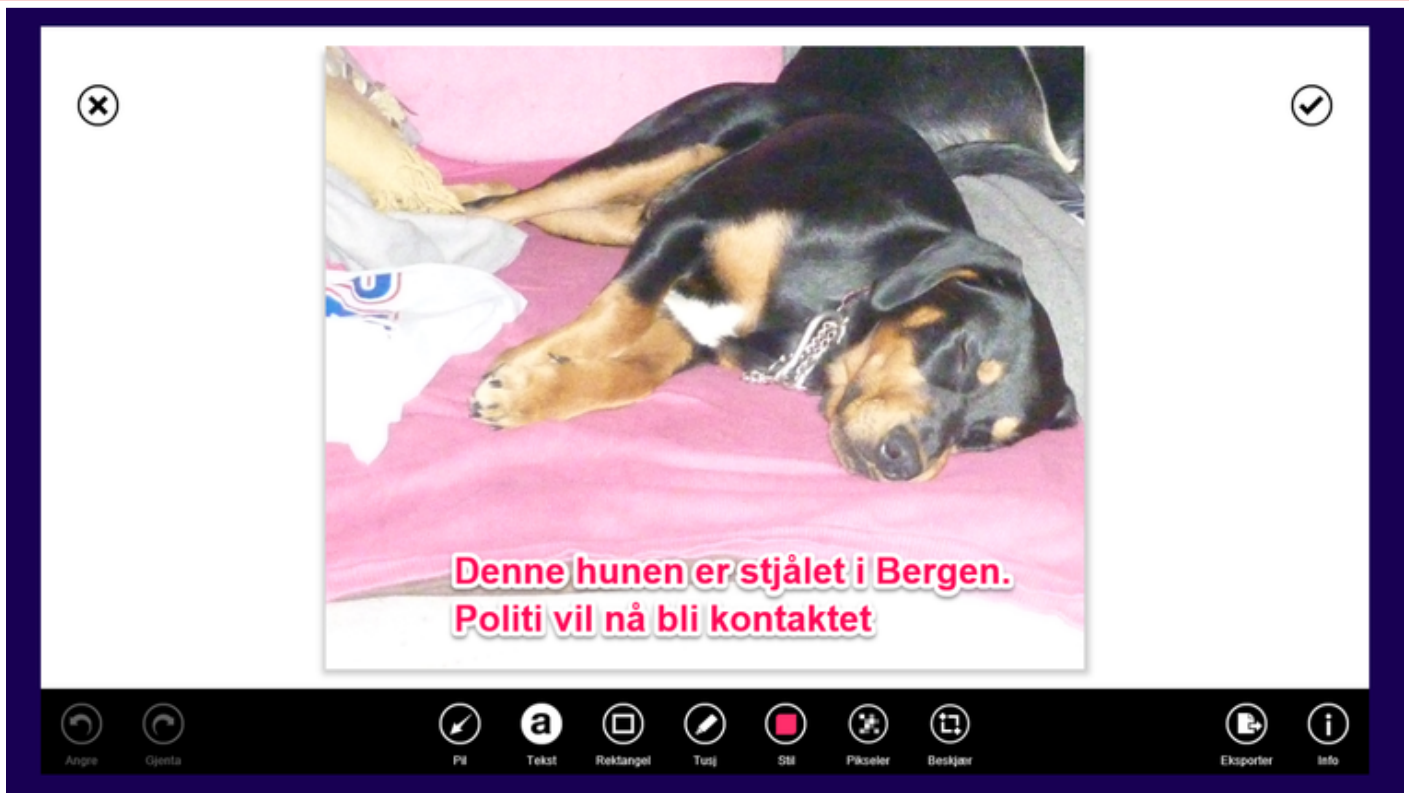 Denne hunen er stjålet i Bergen.
Politi vil nå bli kontaktet
Angre
Gjenta
Pil
a
Tekst
Rektangel
Tusj
Stil
Pikseler
Beskjær
Eksporter
i
Info